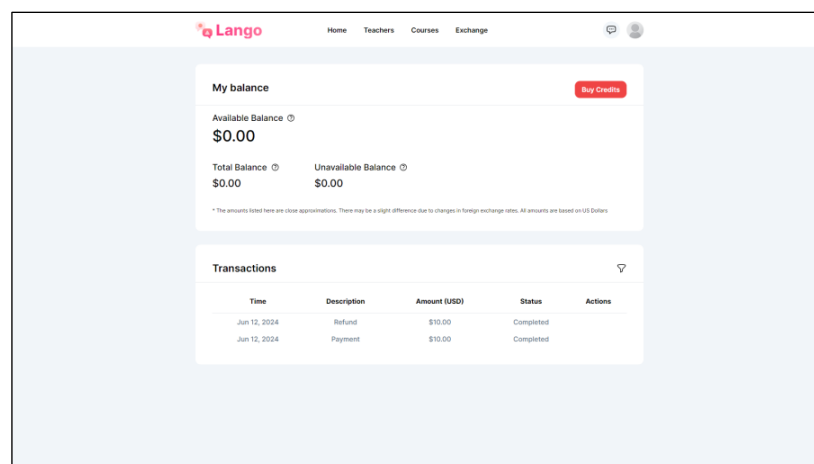 Lango
Home Teachers Courses Exchange
My balance
Buy Credits
Available Balance
$0.00
Total Balance Unavailable Balance
$0.00 $0.00
* The amounts listed here are close approximations. There may be a slight difference due to changes in foreign exchange rates. All amounts are based on US Dollars
Transactions
Time Description Amount (USD) Status Actions
Jun 12, 2024 Refund $10.00 Completed
Jun 12, 2024 Payment $10.00 Completed